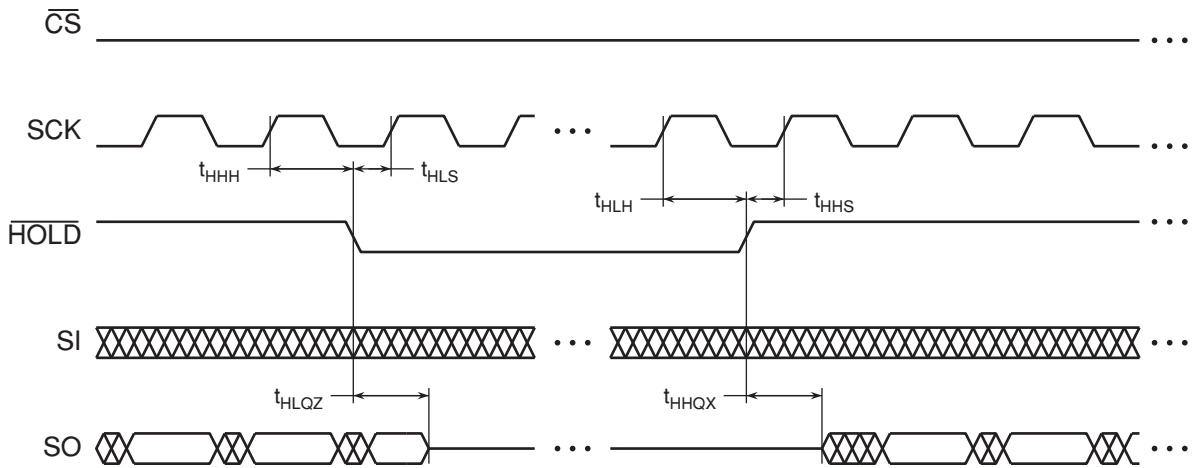 CS
SCK
tHHH
tHLS
tHLH
tHHS
HOLD
SI
tHLQZ
tHHQX
SO